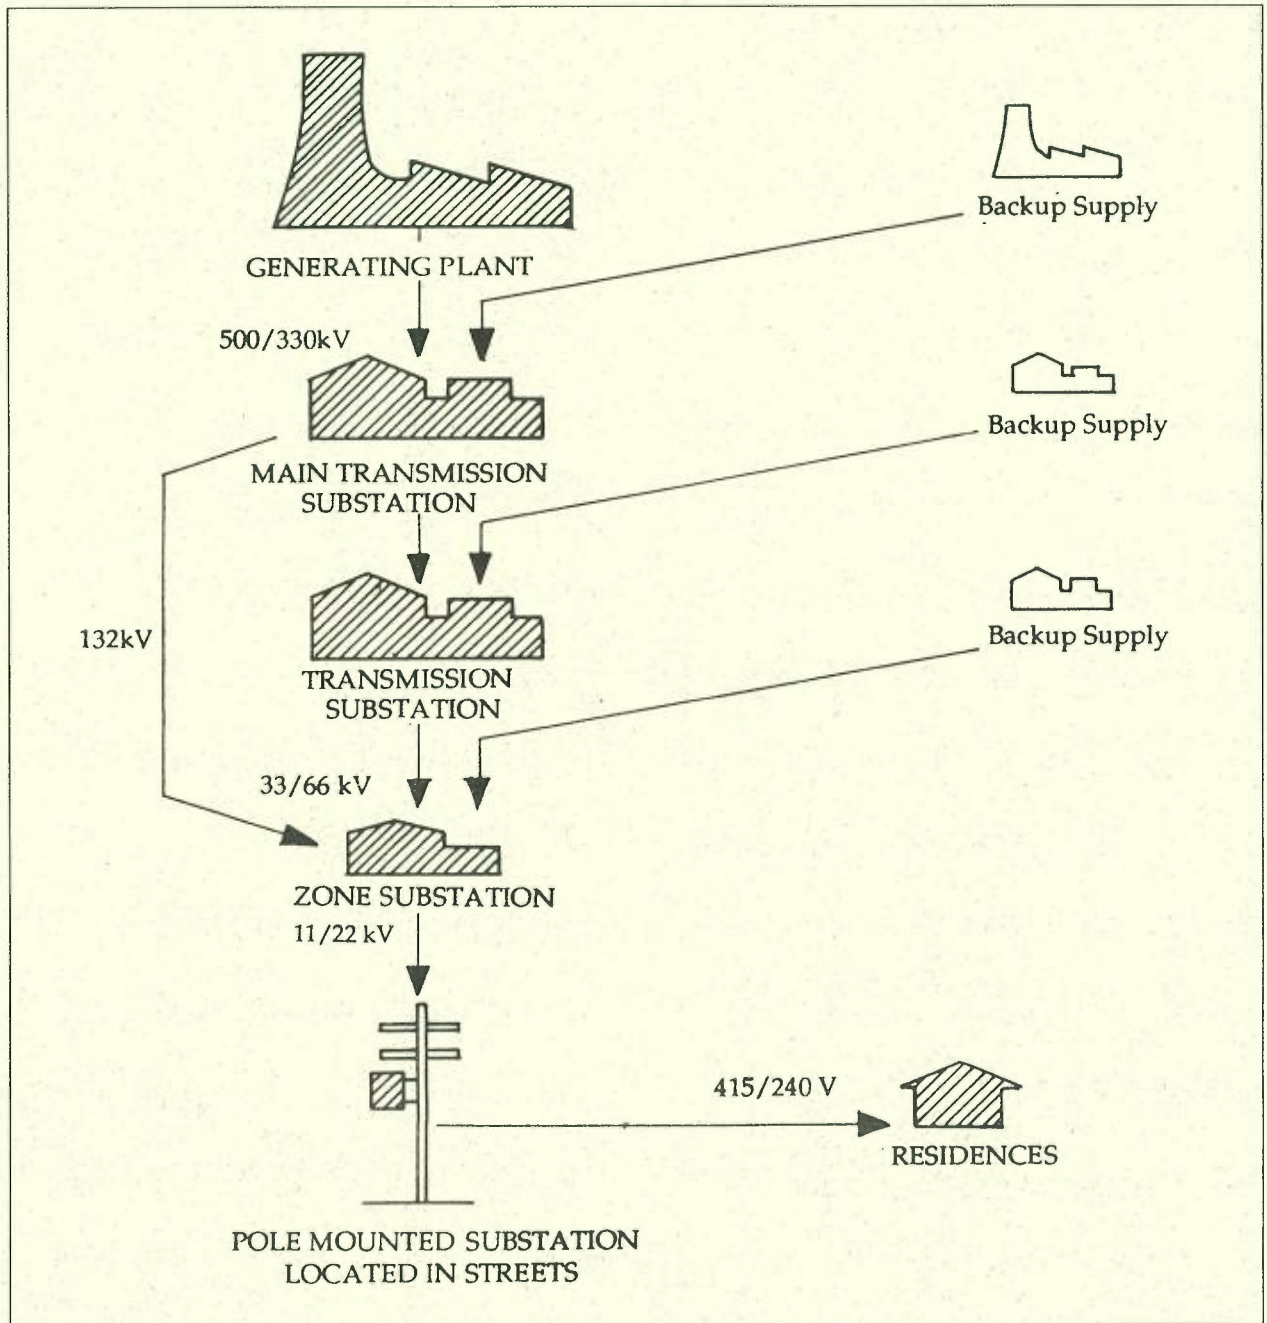 Backup Supply
GENERATING PLANT
500/330kV
Backup Supply
MAIN TRANSMISSION
SUBSTATION
132kV
Backup Supply
TRANSMISSION
SUBSTATION
33/66 kV
ZONE SUBSTATION
11/22 kV
415/240 V
RESIDENCES
POLE MOUNTED SUBSTATION
LOCATED IN STREETS